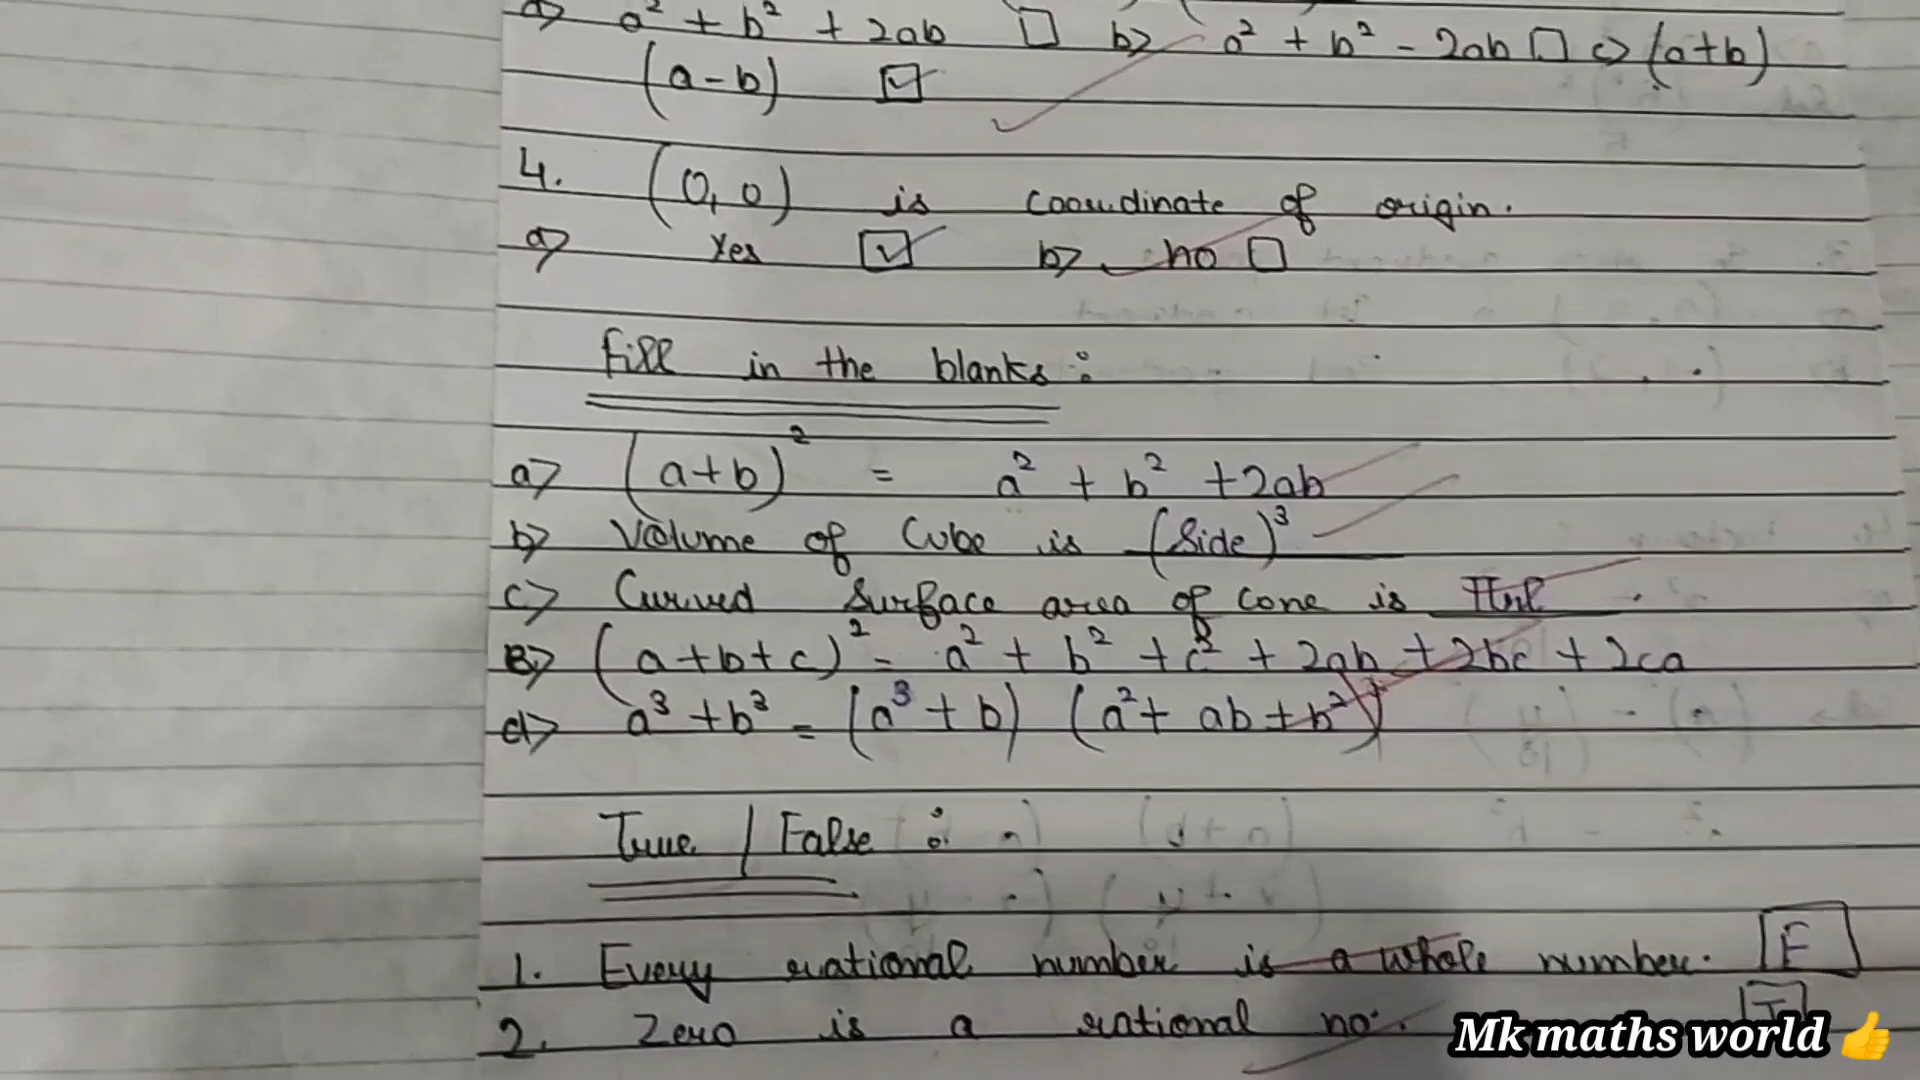 a> a² + b² + 2ab ☐ b> a² + b² - 2ab ☐ c> (a+b)
(a-b) ☑
4. (0,0) is coordinate of origin.
a> Yes ☑ b> no ☐
Fill in the blanks:
a> (a+b)² = a² + b² + 2ab
b> Volume of Cube is (Side)³
c> Curved surface area of cone is πrl.
B> (a+b+c)² = a² + b² + c² + 2ab + 2bc + 2ca
d> a³ + b³ = (a³ + b) (a² + ab + b²)
True / False :
1. Every rational number is a whole number. F
2. Zero is a rational no. T
Mk maths world 👍